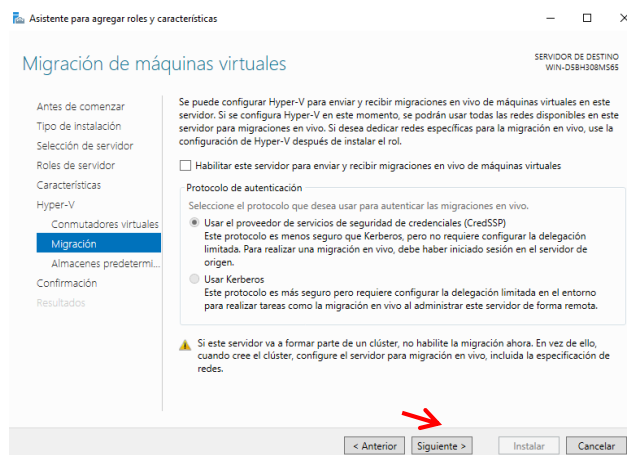 Asistente para agregar roles y características
Migración de máquinas virtuales
SERVIDOR DE DESTINO
WIN-DSBH308MS65
Antes de comenzar
Tipo de instalación
Selección de servidor
Roles de servidor
Características
Hyper-V
Conmutadores virtuales
Migración
Almacenes predetermi...
Confirmación
Resultados
Se puede configurar Hyper-V para enviar y recibir migraciones en vivo de máquinas virtuales en este
servidor. Si se configura Hyper-V en este momento, se podrán usar todas las redes disponibles en este
servidor para migraciones en vivo. Si desea dedicar redes específicas para la migración en vivo, use la
configuración de Hyper-V después de instalar el rol.
Habilitar este servidor para enviar y recibir migraciones en vivo de máquinas virtuales
Protocolo de autenticación
Seleccione el protocolo que desea usar para autenticar las migraciones en vivo.
Usar el proveedor de servicios de seguridad de credenciales (CredSSP)
Este protocolo es menos seguro que Kerberos, pero no requiere configurar la delegación
limitada. Para realizar una migración en vivo, debe haber iniciado sesión en el servidor de
origen.
Usar Kerberos
Este protocolo es más seguro pero requiere configurar la delegación limitada en el entorno
para realizar tareas como la migración en vivo al administrar este servidor de forma remota.
Si este servidor va a formar parte de un clúster, no habilite la migración ahora. En vez de ello,
cuando cree el clúster, configure el servidor para migración en vivo, incluida la especificación de
redes.
< Anterior
Siguiente >
Instalar
Cancelar